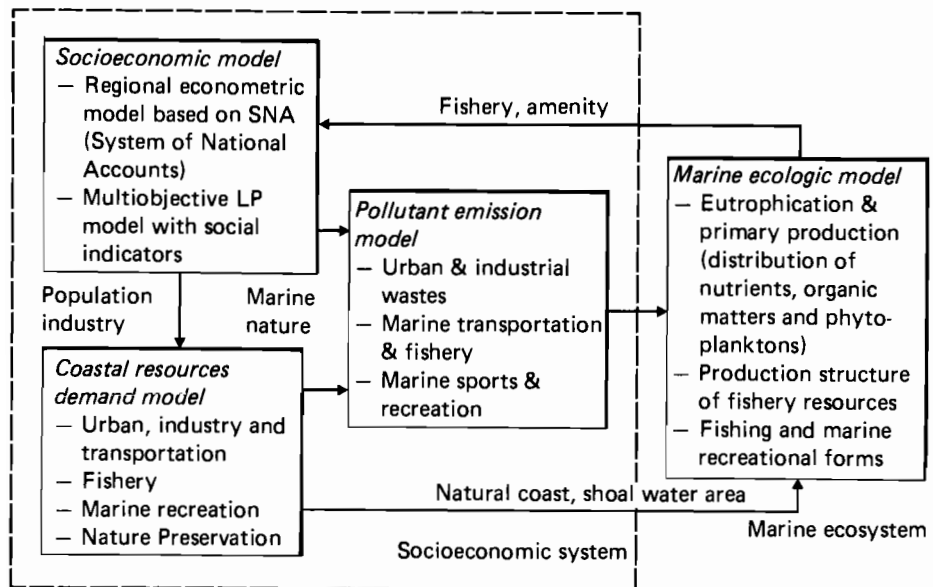 Socioeconomic model
— Regional econometric
model based on SNA
(System of National
Accounts)
— Multiobjective LP
model with social
indicators
Fishery, amenity
Population
industry
Marine
nature
Pollutant emission
model
— Urban & industrial
wastes
— Marine transportation
& fishery
— Marine sports &
recreation
Marine ecologic model
— Eutrophication &
primary production
(distribution of
nutrients, organic
matters and phyto-
planktons)
— Production structure
of fishery resources
— Fishing and marine
recreational forms
Coastal resources
demand model
— Urban, industry and
transportation
— Fishery
— Marine recreation
— Nature Preservation
Natural coast, shoal water area
Marine ecosystem
Socioeconomic system